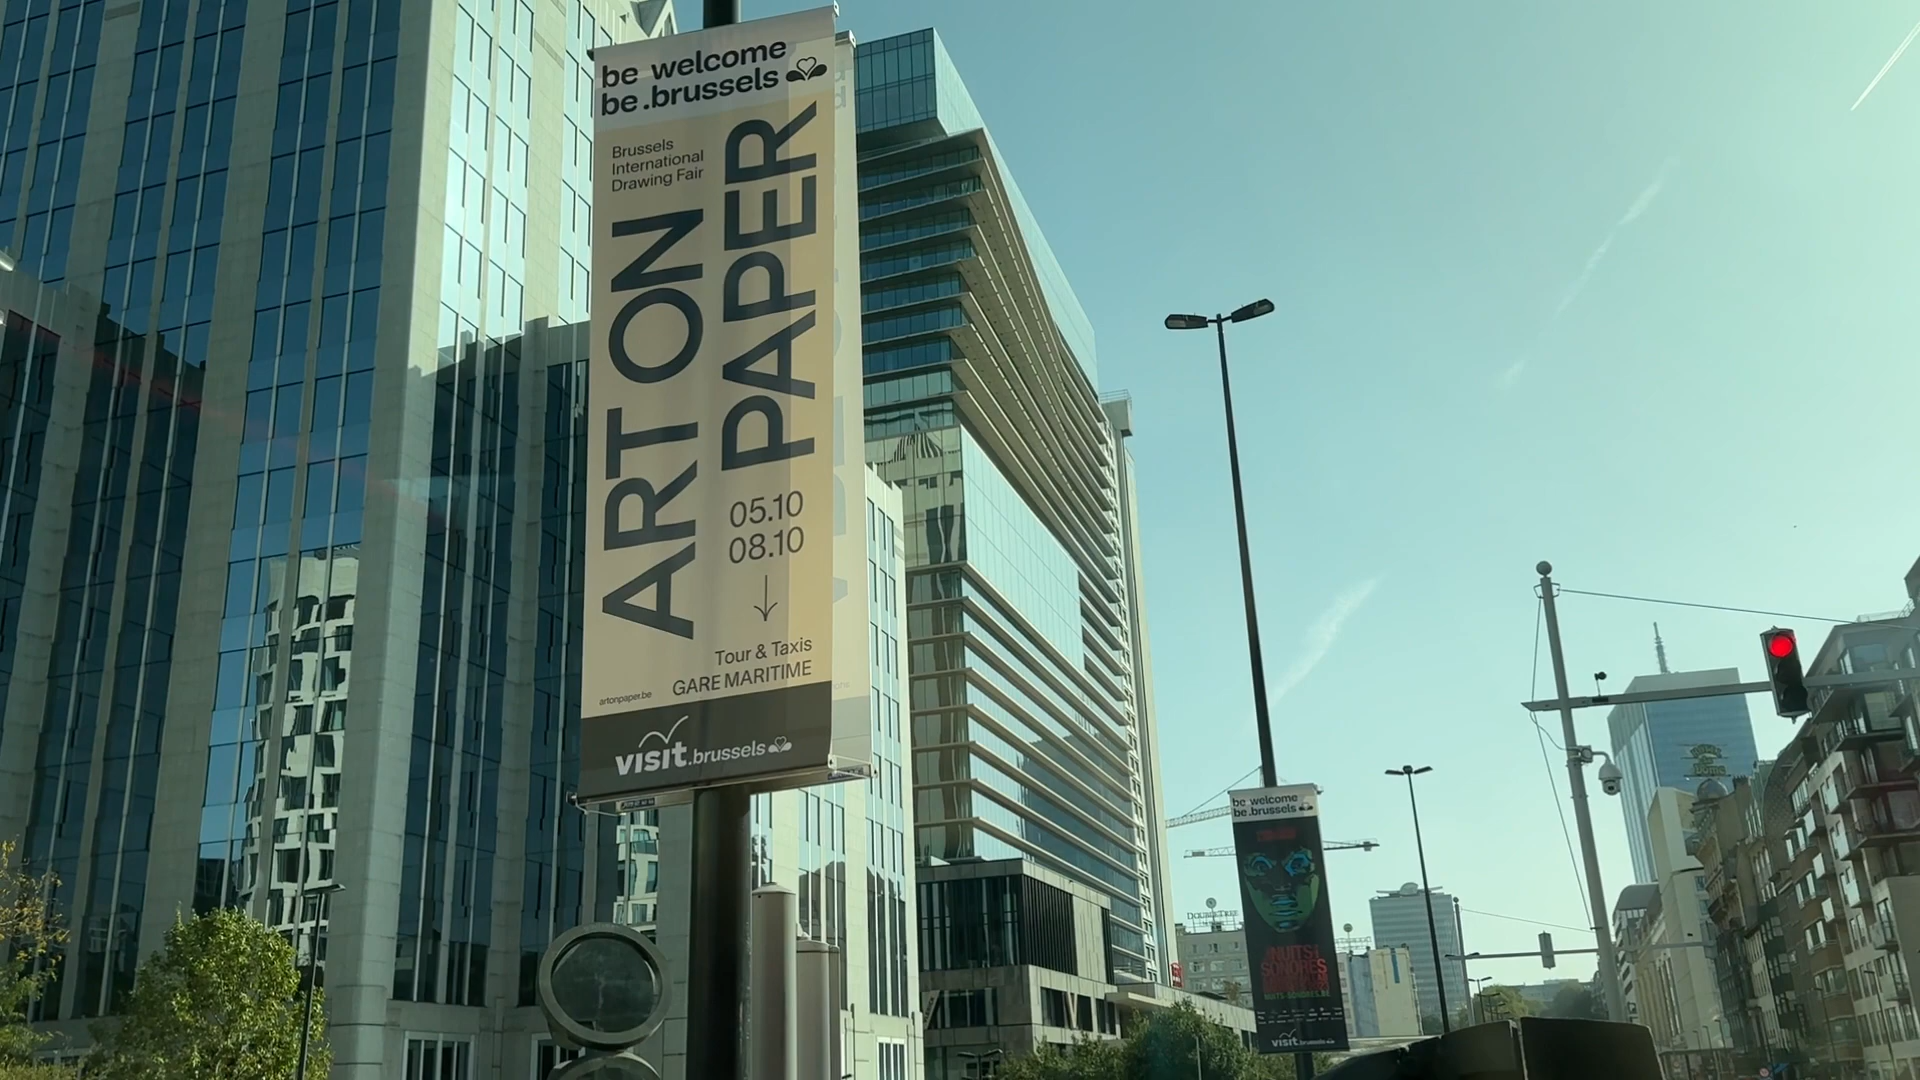 be welcome
be.brussels
Brussels
International
Drawing Fair
ART ON
PAPER
05.10
08.10
Tour & Taxis
GARE MARITIME
artonpaper.be
visit.brussels
be welcome
be.brussels
NUITS
SONORES
visit.brussels
DOUBLETREE